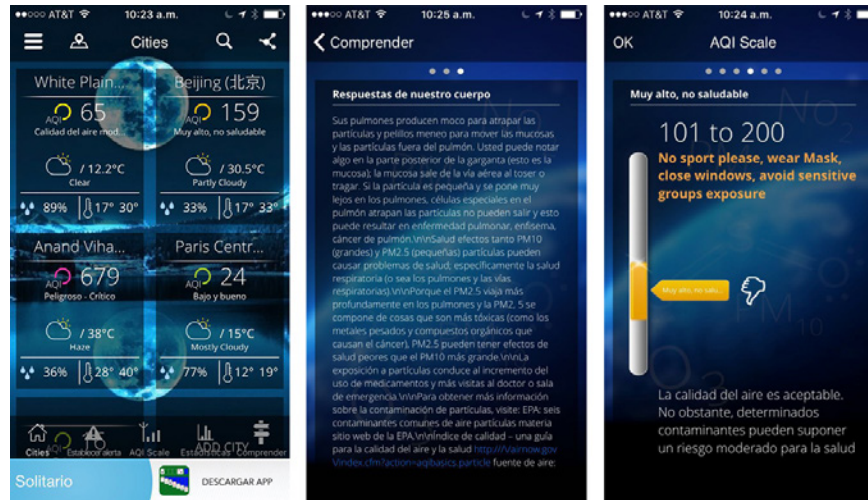 AT&T 10:23 a.m.
Cities
White Plain...
AQI 65
Calidad del aire mod...
/ 12.2°C
Clear
89% 17° 30°
Beijing (北京)
AQI 159
Muy alto, no saludable
/ 30.5°C
Partly Cloudy
33% 17° 33°
Anand Viha...
AQI 679
Peligroso - Crítico
/ 38°C
Haze
36% 28° 40°
Paris Centr...
AQI 24
Bajo y bueno
/ 15°C
Mostly Cloudy
77% 12° 19°
ADD CITY
Cities Establecer alerta AQI Scale Estadísticas Comprender
Solitario
DESCARGAR APP
AT&T 10:25 a.m.
Comprender
Respuestas de nuestro cuerpo
Sus pulmones producen moco para atrapar las
partículas y pelillos meneo para mover las mucosas
y las partículas fuera del pulmón. Usted puede notar
algo en la parte posterior de la garganta (esto es la
mucosa); la mucosa sale de la vía aérea al toser o
tragar. Si la partícula es pequeña y se pone muy
lejos en los pulmones, células especiales en el
pulmón atrapan las partículas no pueden salir y esto
puede resultar en enfermedad pulmonar, enfisema,
cáncer de pulmón.\n\nSalud efectos tanto PM10
(grandes) y PM2.5 (pequeñas) partículas pueden
causar problemas de salud; específicamente la salud
respiratoria (o sea los pulmones y las vías
respiratorias).\n\nPorque el PM2.5 viaja más
profundamente en los pulmones y la PM2, 5 se
compone de cosas que son más tóxicas (como los
metales pesados y compuestos orgánicos que
causan el cáncer), PM2.5 pueden tener efectos de
salud peores que el PM10 más grande.\n\nLa
exposición a partículas conduce al incremento del
uso de medicamentos y más visitas al doctor o sala
de emergencia.\n\nPara obtener más información
sobre la contaminación de partículas, visite: EPA: seis
contaminantes comunes de aire partículas materia
sitio web de la EPA.\n\níndice de calidad – una guía
para la calidad del aire y la salud http:\/\/airnow.gov
\/index.cfm?action=aqibasics.particle fuente de aire:
AT&T 10:24 a.m.
OK AQI Scale
Muy alto, no saludable
NO2
101 to 200
No sport please, wear Mask,
close windows, avoid sensitive
groups exposure
Muy alto, no salu...
PM10
O3
La calidad del aire es aceptable.
No obstante, determinados
contaminantes pueden suponer
un riesgo moderado para la salud